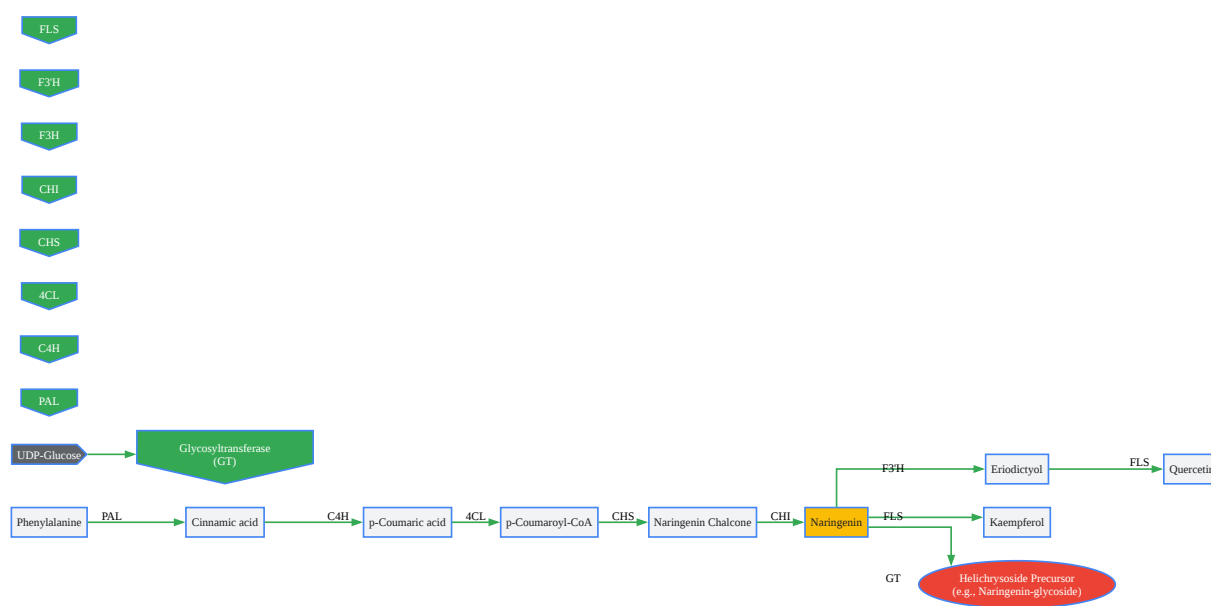 FLS
F3'H
F3H
CHI
CHS
4CL
C4H
PAL
UDP-Glucose
Glycosyltransferase
(GT)
Phenylalanine
PAL
Cinnamic acid
C4H
p-Coumaric acid
4CL
p-Coumaroyl-CoA
CHS
Naringenin Chalcone
CHI
Naringenin
F3'H
Eriodictyol
FLS
Quercetin
FLS
Kaempferol
GT
Helichrysoside Precursor
(e.g., Naringenin-glycoside)